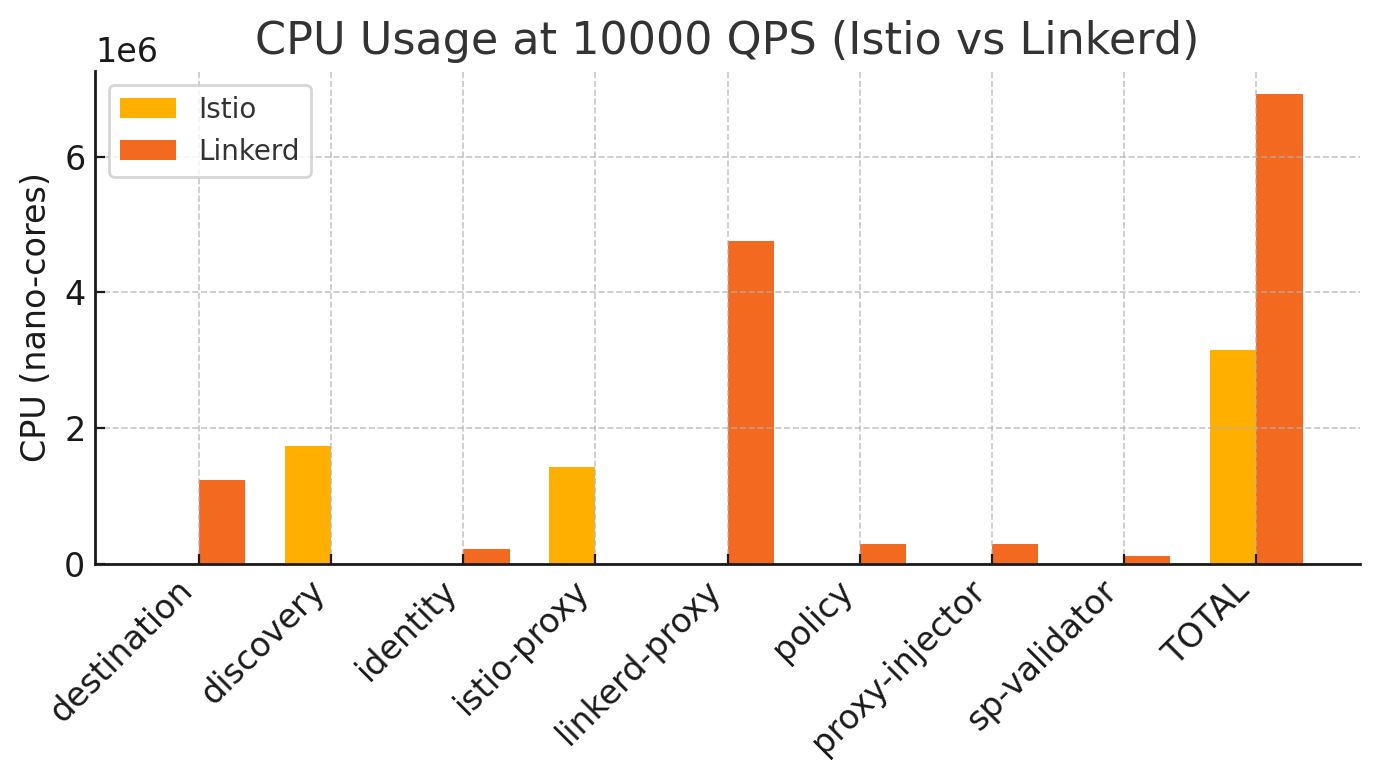 CPU Usage at 10000 QPS (Istio vs Linkerd)
1e6
Istio
Linkerd
CPU (nano-cores)
6
4
2
0
destination
discovery
identity
istio-proxy
linkerd-proxy
policy
proxy-injector
sp-validator
TOTAL